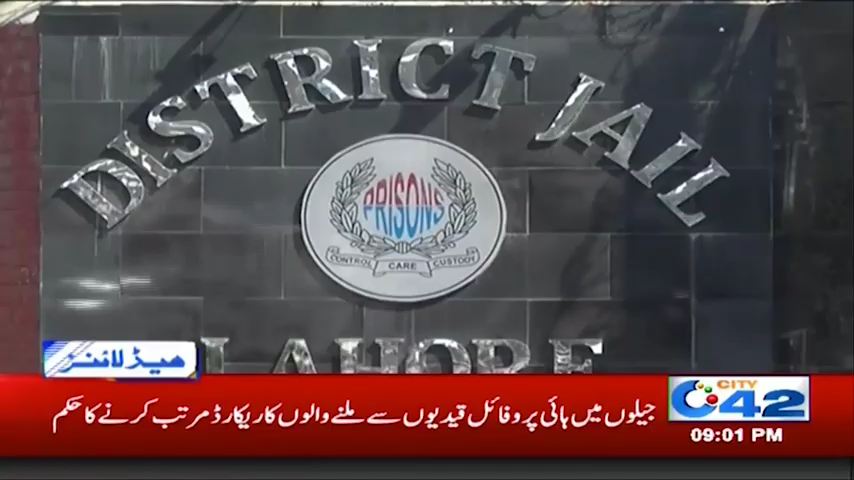 DISTRICT JAIL
PRISONS
CONTROL CARE CUSTODY
LAHORE
ہیڈلائنز
جیلوں میں ہائی پروفائل قیدیوں سے ملنے والوں کا ریکارڈ مرتب کرنے کا حکم
CITY
42
09:01 PM